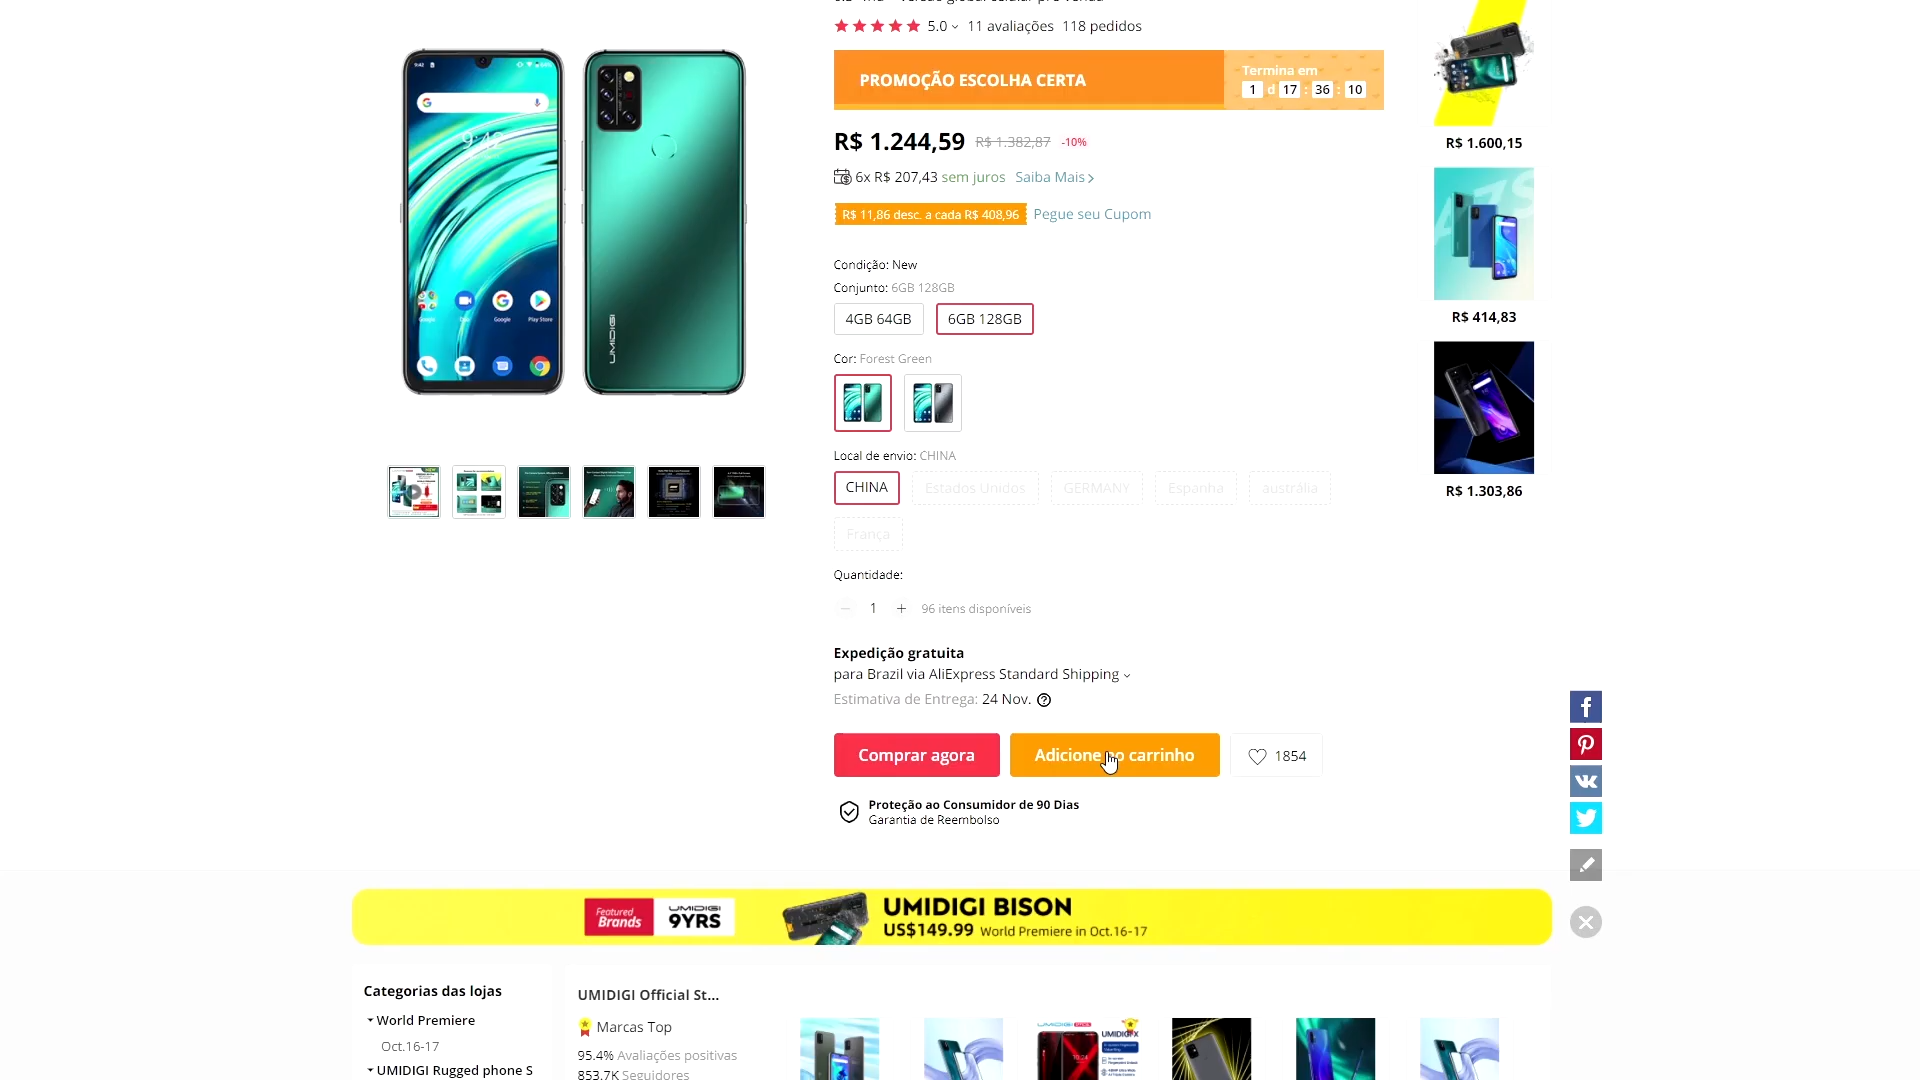 5.0
11 avaliações
118 pedidos
PROMOÇÃO ESCOLHA CERTA
Termina em
1 d 17 : 36 : 10
R$ 1.244,59 R$ 1.382,87 -10%
6x R$ 207,43 sem juros Saiba Mais
R$ 11,86 desc. a cada R$ 408,96 Pegue seu Cupom
Condição: New
Conjunto: 6GB 128GB
4GB 64GB
6GB 128GB
Cor: Forest Green
Local de envio: CHINA
CHINA
Estados Unidos
GERMANY
Espanha
austrália
França
Quantidade:
1
+
96 itens disponíveis
Expedição gratuita
para Brazil via AliExpress Standard Shipping
Estimativa de Entrega: 24 Nov.
Comprar agora
Adicione ao carrinho
1854
Proteção ao Consumidor de 90 Dias
Garantia de Reembolso
R$ 1.600,15
R$ 414,83
R$ 1.303,86
9:42
Google
Google
Play Store
UMIDIGI
Featured
Brands
UMIDIGI
9YRS
UMIDIGI BISON
US$149.99 World Premiere in Oct.16-17
Categorias das lojas
World Premiere
Oct.16-17
UMIDIGI Rugged phone S
UMIDIGI Official St...
Marcas Top
95.4% Avaliações positivas
853.7K Seguidores